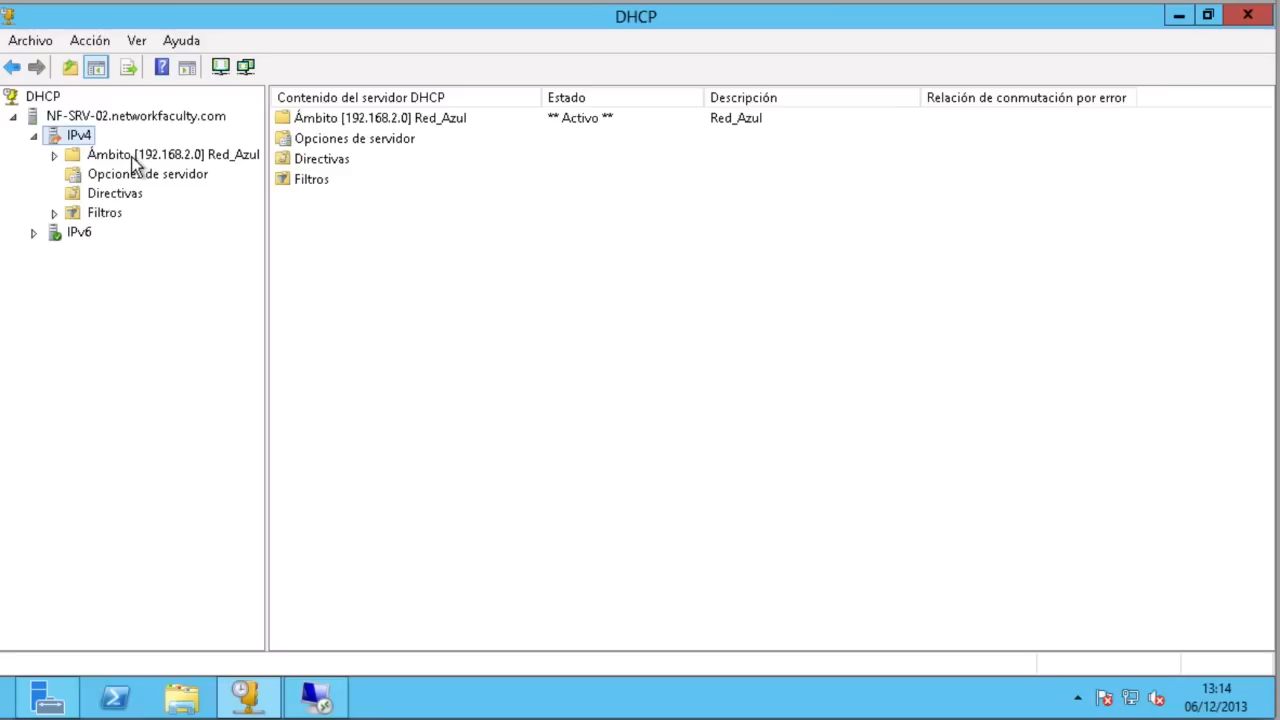 DHCP
Archivo Acción Ver Ayuda
DHCP
NF-SRV-02.networkfaculty.com
IPv4
Ámbito [192.168.2.0] Red_Azul
Opciones de servidor
Directivas
Filtros
IPv6
Contenido del servidor DHCP Estado Descripción Relación de conmutación por error
Ámbito [192.168.2.0] Red_Azul ** Activo ** Red_Azul
Opciones de servidor
Directivas
Filtros
13:14
06/12/2013